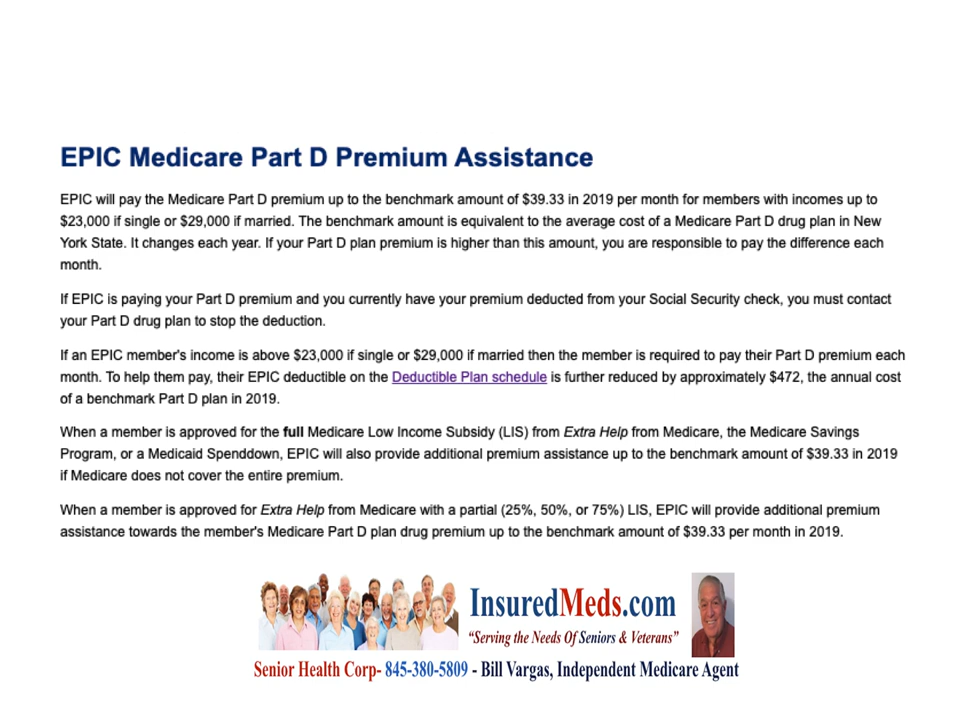 EPIC Medicare Part D Premium Assistance
EPIC will pay the Medicare Part D premium up to the benchmark amount of $39.33 in 2019 per month for members with incomes up to
$23,000 if single or $29,000 if married. The benchmark amount is equivalent to the average cost of a Medicare Part D drug plan in New
York State. It changes each year. If your Part D plan premium is higher than this amount, you are responsible to pay the difference each
month.
If EPIC is paying your Part D premium and you currently have your premium deducted from your Social Security check, you must contact
your Part D drug plan to stop the deduction.
If an EPIC member's income is above $23,000 if single or $29,000 if married then the member is required to pay their Part D premium each
month. To help them pay, their EPIC deductible on the Deductible Plan schedule is further reduced by approximately $472, the annual cost
of a benchmark Part D plan in 2019.
When a member is approved for the full Medicare Low Income Subsidy (LIS) from Extra Help from Medicare, the Medicare Savings
Program, or a Medicaid Spenddown, EPIC will also provide additional premium assistance up to the benchmark amount of $39.33 in 2019
if Medicare does not cover the entire premium.
When a member is approved for Extra Help from Medicare with a partial (25%, 50%, or 75%) LIS, EPIC will provide additional premium
assistance towards the member's Medicare Part D plan drug premium up to the benchmark amount of $39.33 per month in 2019.
InsuredMeds.com
“Serving the Needs Of Seniors & Veterans”
Senior Health Corp- 845-380-5809 - Bill Vargas, Independent Medicare Agent